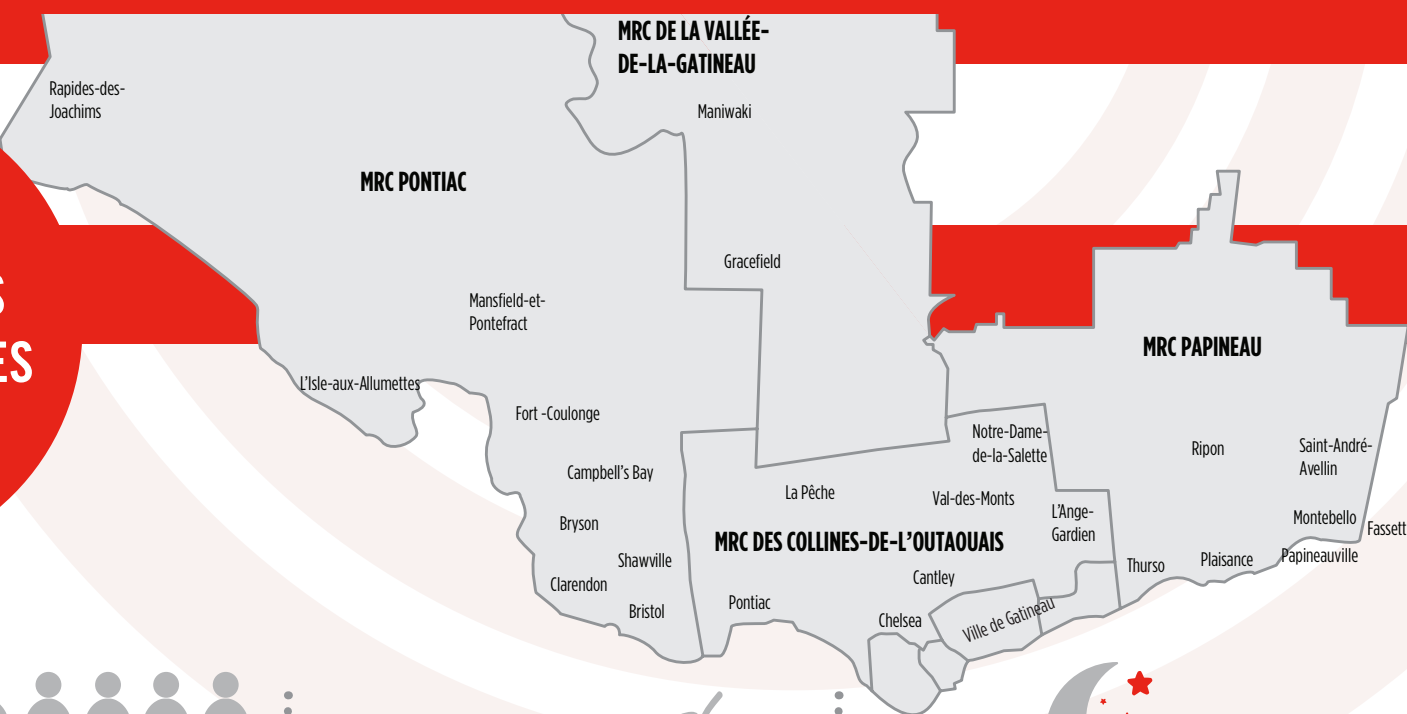 MRC DE LA VALLÉE-
DE-LA-GATINEAU
Rapides-des-
Joachims
Maniwaki
MRC PONTIAC
Gracefield
Mansfield-et-
Pontefract
MRC PAPINEAU
L'Isle-aux-Allumettes
Fort -Coulonge
Notre-Dame-
de-la-Salette
Ripon
Saint-André-
Avellin
Campbell's Bay
La Pêche
Val-des-Monts
L'Ange-
Gardien
Montebello
Fassett
Bryson
MRC DES COLLINES-DE-L'OUTAOUAIS
Shawville
Thurso
Plaisance
Papineauville
Clarendon
Cantley
Bristol
Pontiac
Chelsea
Ville de Gatineau